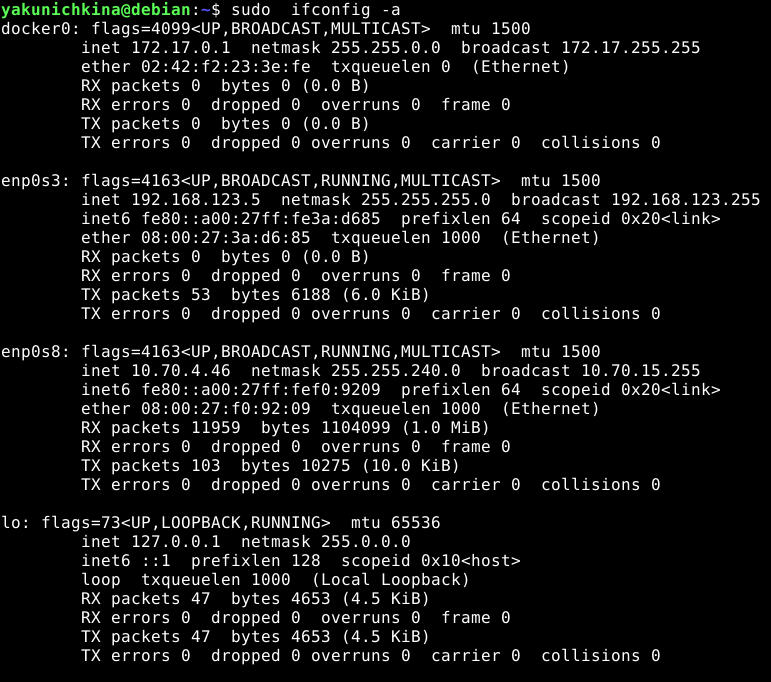 yakunichkina@debian:~$ sudo  ifconfig -a
docker0: flags=4099<UP,BROADCAST,MULTICAST>  mtu 1500
        inet 172.17.0.1  netmask 255.255.0.0  broadcast 172.17.255.255
        ether 02:42:f2:23:3e:fe  txqueuelen 0  (Ethernet)
        RX packets 0  bytes 0 (0.0 B)
        RX errors 0  dropped 0  overruns 0  frame 0
        TX packets 0  bytes 0 (0.0 B)
        TX errors 0  dropped 0 overruns 0  carrier 0  collisions 0

enp0s3: flags=4163<UP,BROADCAST,RUNNING,MULTICAST>  mtu 1500
        inet 192.168.123.5  netmask 255.255.255.0  broadcast 192.168.123.255
        inet6 fe80::a00:27ff:fe3a:d685  prefixlen 64  scopeid 0x20<link>
        ether 08:00:27:3a:d6:85  txqueuelen 1000  (Ethernet)
        RX packets 0  bytes 0 (0.0 B)
        RX errors 0  dropped 0  overruns 0  frame 0
        TX packets 53  bytes 6188 (6.0 KiB)
        TX errors 0  dropped 0 overruns 0  carrier 0  collisions 0

enp0s8: flags=4163<UP,BROADCAST,RUNNING,MULTICAST>  mtu 1500
        inet 10.70.4.46  netmask 255.255.240.0  broadcast 10.70.15.255
        inet6 fe80::a00:27ff:fef0:9209  prefixlen 64  scopeid 0x20<link>
        ether 08:00:27:f0:92:09  txqueuelen 1000  (Ethernet)
        RX packets 11959  bytes 1104099 (1.0 MiB)
        RX errors 0  dropped 0  overruns 0  frame 0
        TX packets 103  bytes 10275 (10.0 KiB)
        TX errors 0  dropped 0 overruns 0  carrier 0  collisions 0

lo: flags=73<UP,LOOPBACK,RUNNING>  mtu 65536
        inet 127.0.0.1  netmask 255.0.0.0
        inet6 ::1  prefixlen 128  scopeid 0x10<host>
        loop  txqueuelen 1000  (Local Loopback)
        RX packets 47  bytes 4653 (4.5 KiB)
        RX errors 0  dropped 0  overruns 0  frame 0
        TX packets 47  bytes 4653 (4.5 KiB)
        TX errors 0  dropped 0 overruns 0  carrier 0  collisions 0